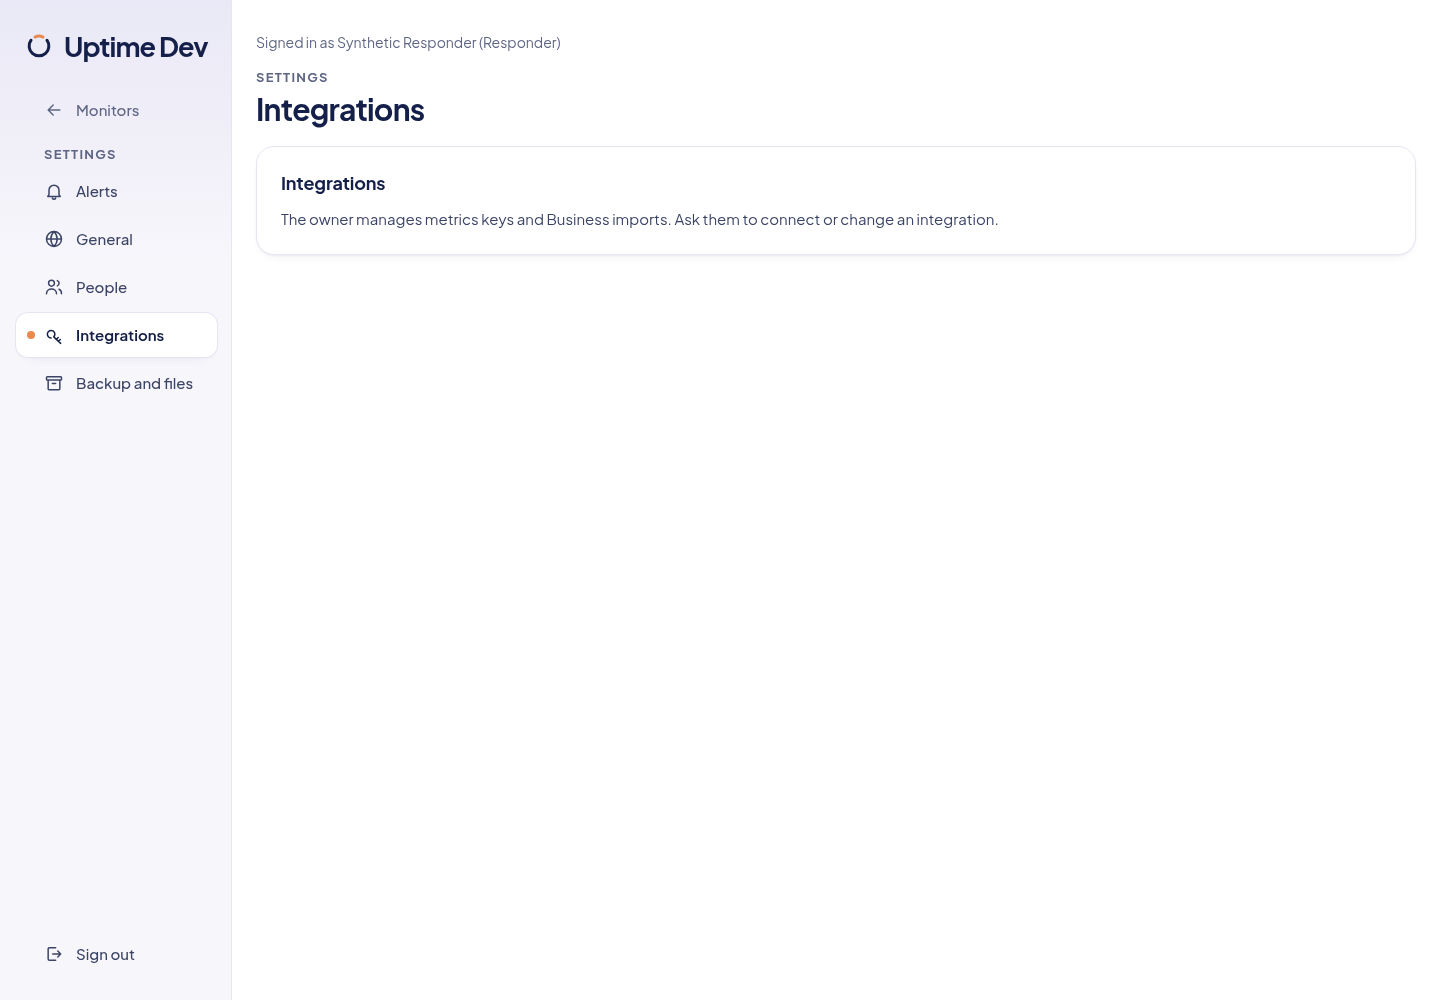 Uptime Dev
Monitors
SETTINGS
Alerts
General
People
Integrations
Backup and files
Sign out
Signed in as Synthetic Responder (Responder)
SETTINGS
Integrations
Integrations
The owner manages metrics keys and Business imports. Ask them to connect or change an integration.